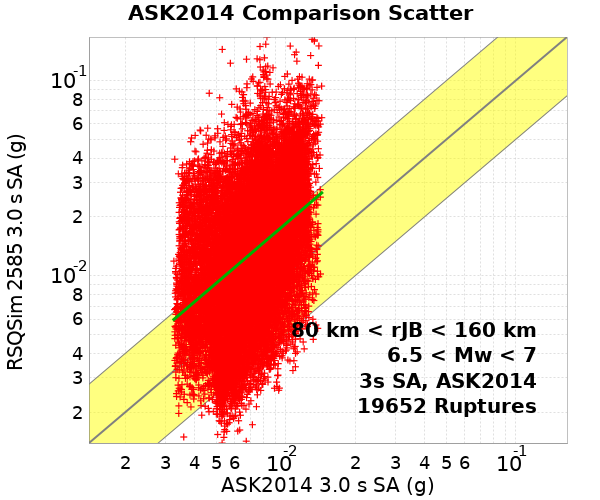 ASK2014 Comparison Scatter
RSQSim 2585 3.0 s SA (g)
10-1
8
6
4
3
2
10-2
8
6
4
3
2
80 km < rJB < 160 km
6.5 < Mw < 7
3s SA, ASK2014
19652 Ruptures
2 3 4 5 6 10-2 2 3 4 5 6 10-1
ASK2014 3.0 s SA (g)